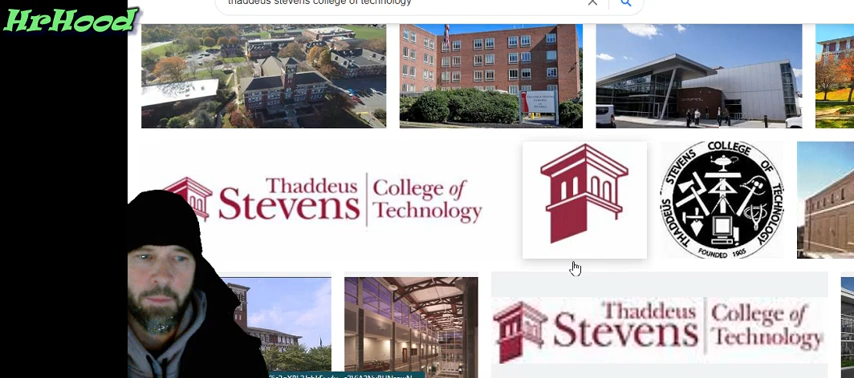 HrHood
thaddeus stevens college of technology
Thaddeus
Stevens
College of
Technology
THADDEUS STEVENS COLLEGE OF TECHNOLOGY
FOUNDED 1905
Thaddeus
Stevens
College of
Technology